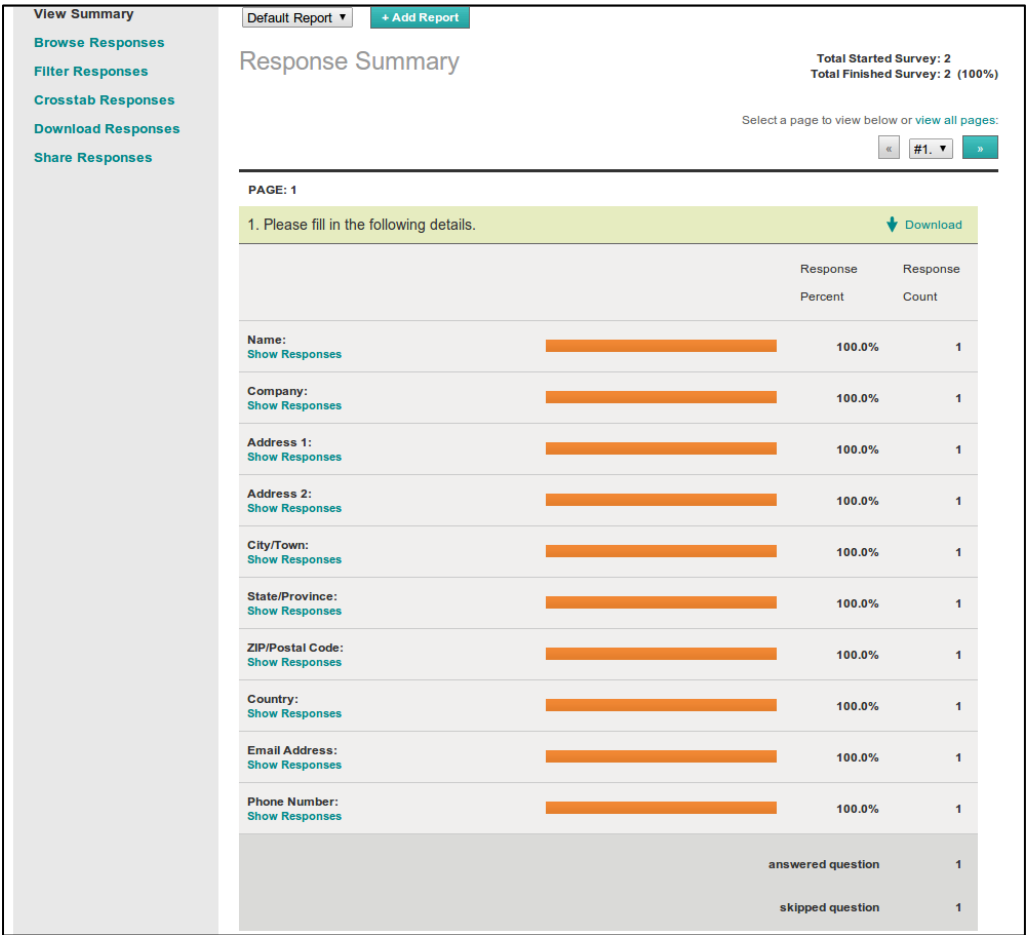 View Summary
Browse Responses
Filter Responses
Crosstab Responses
Download Responses
Share Responses
Default Report ▼
+ Add Report
Response Summary
Total Started Survey: 2
Total Finished Survey: 2 (100%)
Select a page to view below or view all pages:
« #1. ▼ »
PAGE: 1
1. Please fill in the following details.
Download
Response Percent
Response Count
Name:
Show Responses
100.0% 1
Company:
Show Responses
100.0% 1
Address 1:
Show Responses
100.0% 1
Address 2:
Show Responses
100.0% 1
City/Town:
Show Responses
100.0% 1
State/Province:
Show Responses
100.0% 1
ZIP/Postal Code:
Show Responses
100.0% 1
Country:
Show Responses
100.0% 1
Email Address:
Show Responses
100.0% 1
Phone Number:
Show Responses
100.0% 1
answered question 1
skipped question 1